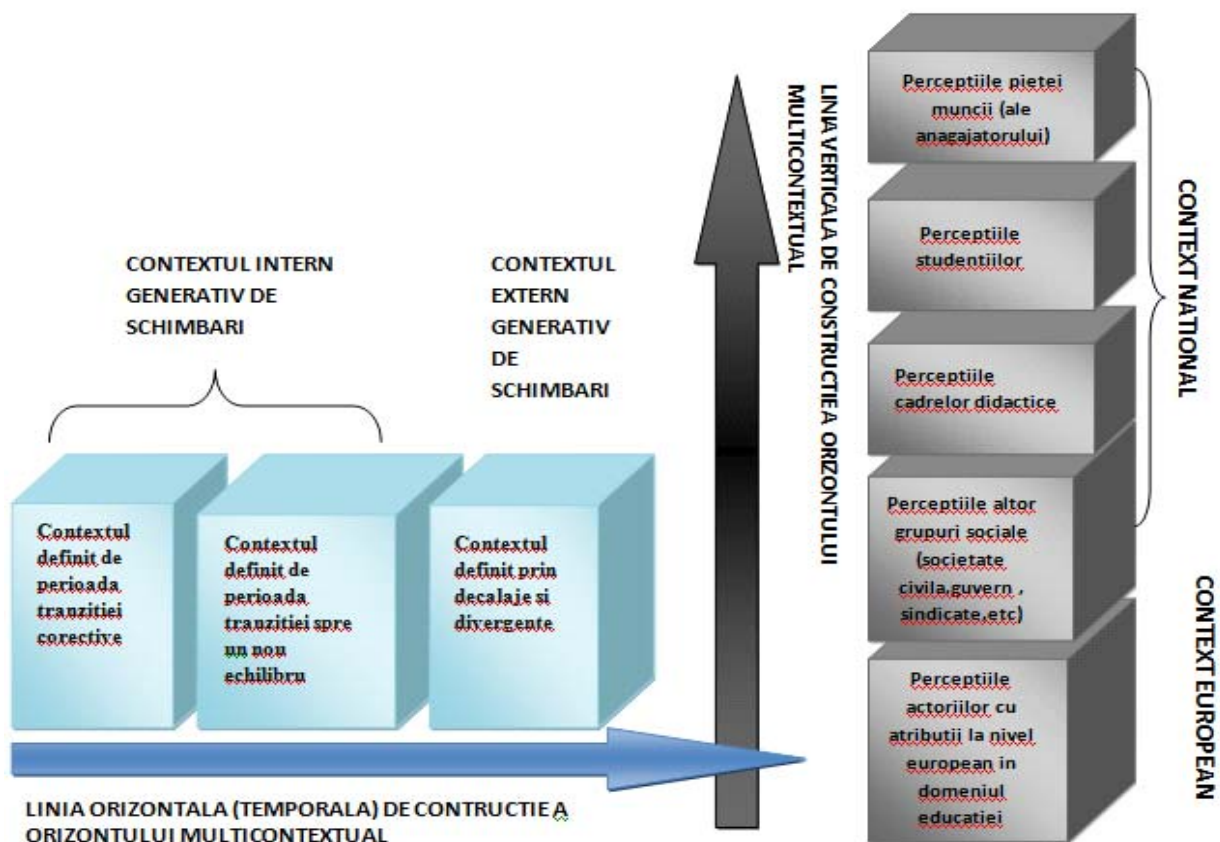 CONTEXTUL INTERN
GENERATIV DE
SCHIMBARI
CONTEXTUL
EXTERN
GENERATIV
DE
SCHIMBARI
Contextul
definit de
perioada
tranzitiei
corective
Contextul
definit de
perioada
tranzitiei spre
un nou
echilibru
Contextul
definit prin
decalaje si
divergente
LINIA ORIZONTALA (TEMPORALA) DE CONTRUCTIE A
ORIZONTULUI MULTICONTEXTUAL
LINIA VERTICALA DE CONSTRUCTIEA ORIZONTULUI
MULTICONTEXTUAL
Perceptiile pietei
muncii (ale
anagajatorului)
Perceptiile
studentiilor
Perceptiile
cadrelor didactice
Perceptiile altor
grupuri sociale
(societate
civila,guvern ,
sindicate,etc)
Perceptiile
actoriilor cu
atributii la nivel
european in
domeniul
educatiei
CONTEXT NATIONAL
CONTEXT EUROPEAN